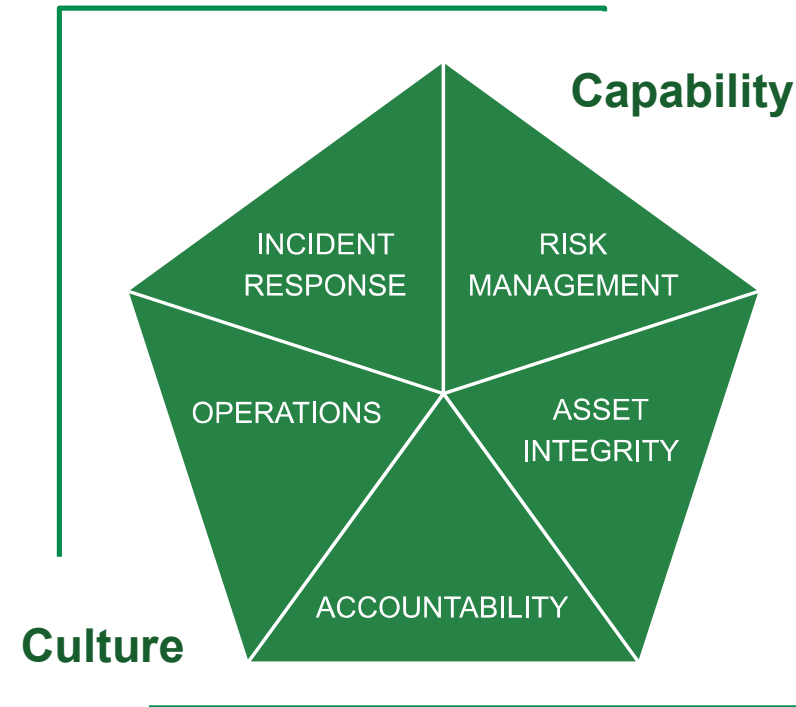 Capability
INCIDENT
RESPONSE
RISK
MANAGEMENT
OPERATIONS
ASSET
INTEGRITY
ACCOUNTABILITY
Culture